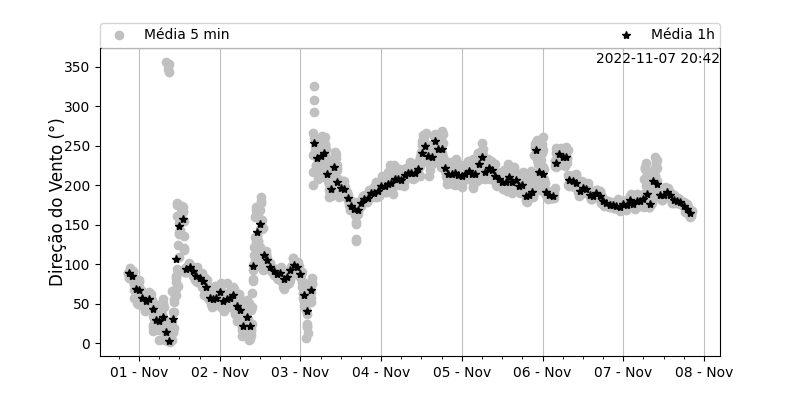 Média 5 min
Média 1h
2022-11-07 20:42
Direção do Vento (°)
350
300
250
200
150
100
50
0
01 - Nov
02 - Nov
03 - Nov
04 - Nov
05 - Nov
06 - Nov
07 - Nov
08 - Nov